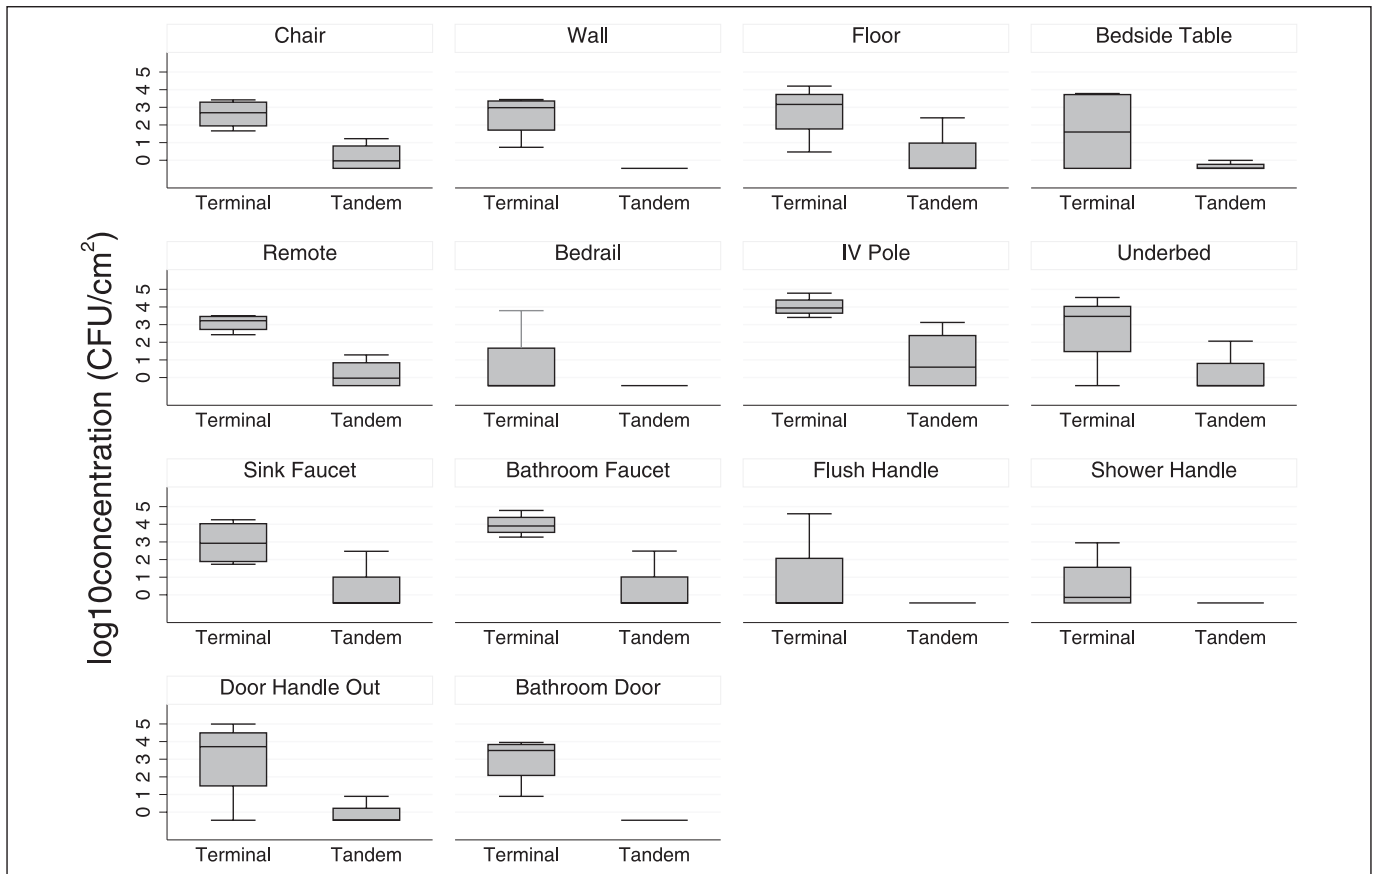 Chair Wall Floor Bedside Table
5
4
3
2
1
0
Terminal Tandem Terminal Tandem Terminal Tandem Terminal Tandem
log10concentration (CFU/cm²)
Remote Bedrail IV Pole Underbed
5
4
3
2
1
0
Terminal Tandem Terminal Tandem Terminal Tandem Terminal Tandem
Sink Faucet Bathroom Faucet Flush Handle Shower Handle
5
4
3
2
1
0
Terminal Tandem Terminal Tandem Terminal Tandem Terminal Tandem
Door Handle Out Bathroom Door
5
4
3
2
1
0
Terminal Tandem Terminal Tandem